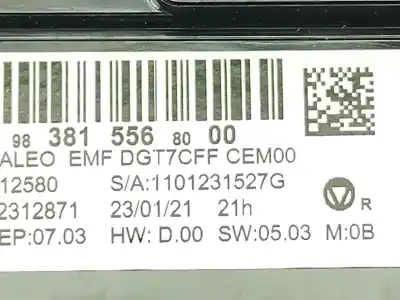 98 381 556 80 00
ALEO EMF DGT7CFF CEM00
12580 S/A:1101231527G
2312871 23/01/21 21h
EP:07.03 HW: D.00 SW:05.03 M:0B
V R